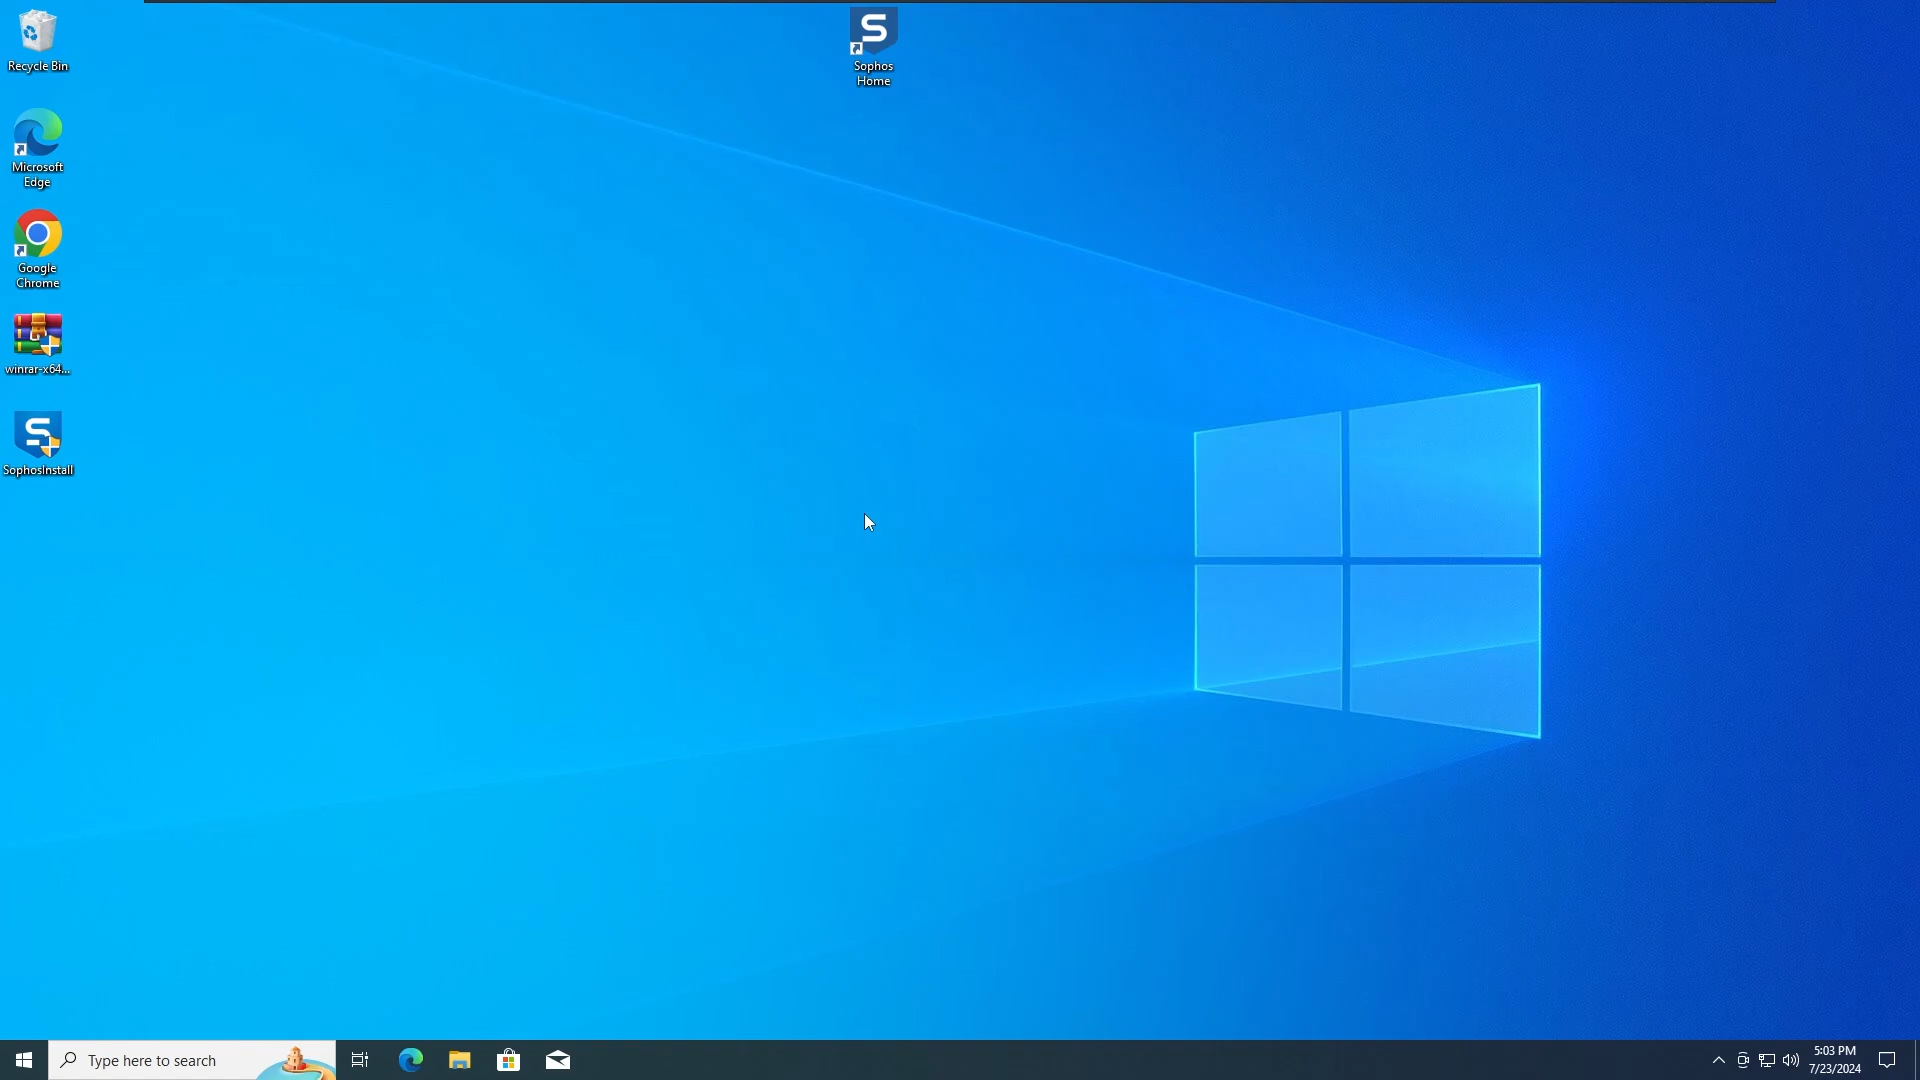 Recycle Bin
Sophos
Home
Microsoft
Edge
Google
Chrome
winrar-x64...
SophosInstall
Type here to search
5:03 PM
7/23/2024